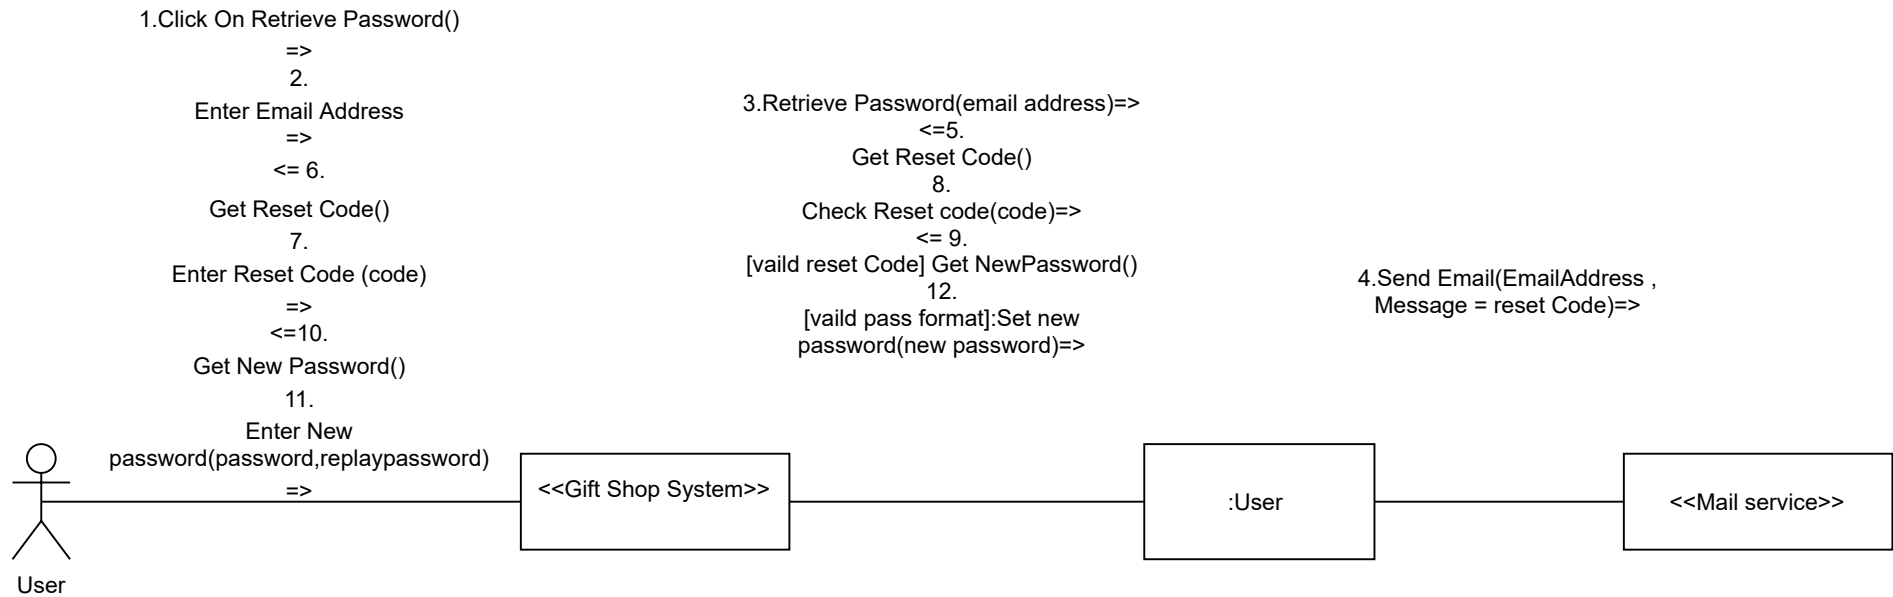 1.Click On Retrieve Password()
=>
2.
Enter Email Address
=>
<= 6.
Get Reset Code()
7.
Enter Reset Code (code)
=>
<=10.
Get New Password()
11.
Enter New
password(password,replaypassword)
=>
User
<<Gift Shop System>>
3.Retrieve Password(email address)=>
<=5.
Get Reset Code()
8.
Check Reset code(code)=>
<= 9.
[vaild reset Code] Get NewPassword()
12.
[vaild pass format]:Set new
password(new password)=>
:User
4.Send Email(EmailAddress ,
Message = reset Code)=>
<<Mail service>>